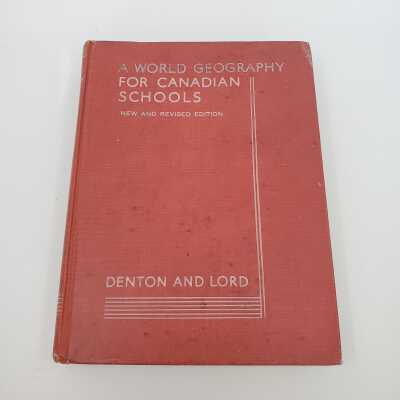 A WORLD GEOGRAPHY
FOR CANADIAN
SCHOOLS
NEW AND REVISED EDITION
DENTON AND LORD